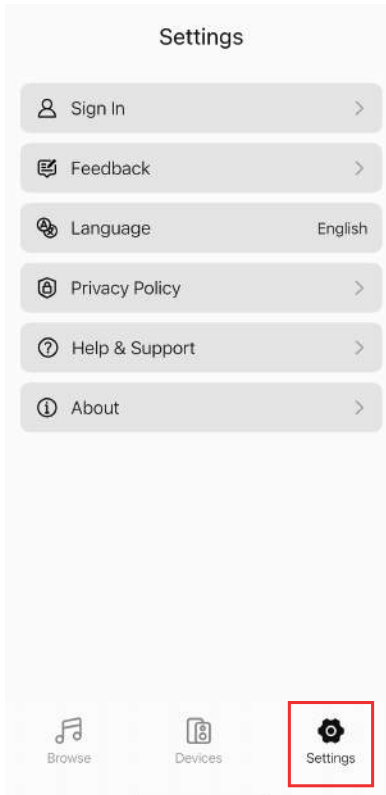 Settings
Sign In
Feedback
Language English
Privacy Policy
Help & Support
About
Browse Devices Settings